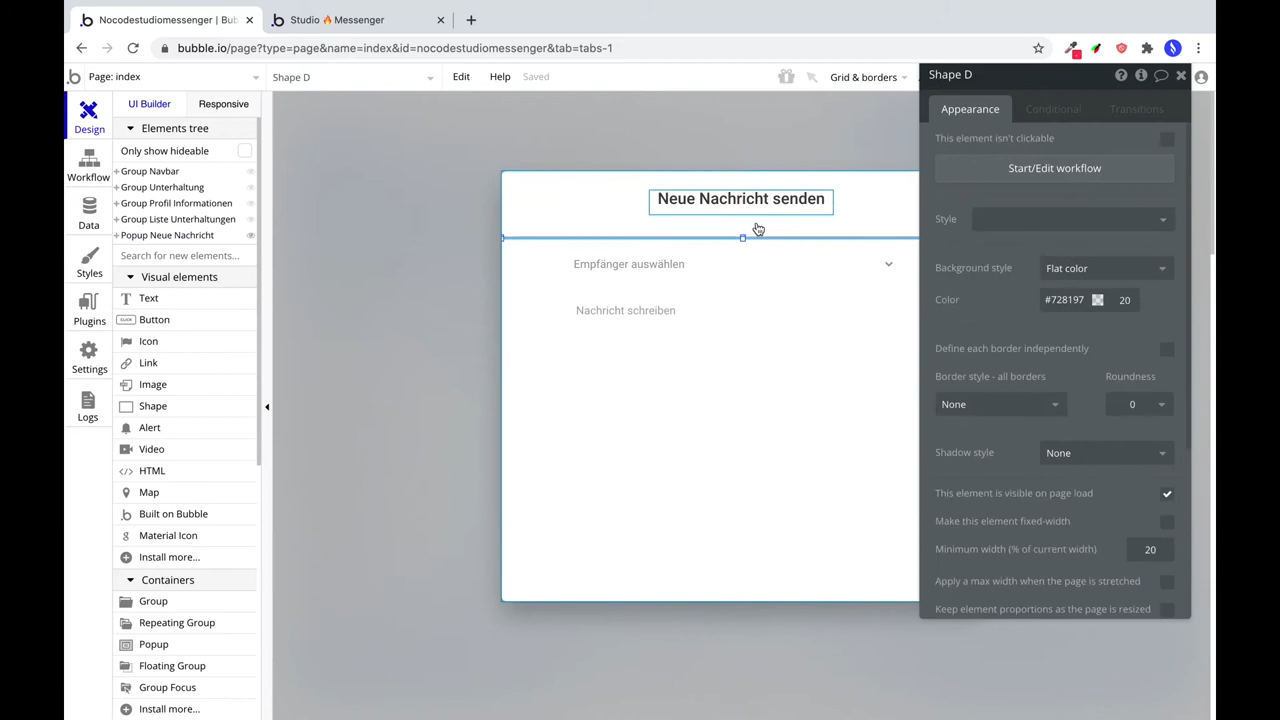 Nocodestudiomessenger | Bub
Studio 🔥 Messenger
bubble.io/page?type=page&name=index&id=nocodestudiomessenger&tab=tabs-1
Page: index
Shape D
Edit
Help
Saved
Grid & borders
Design
Workflow
Data
Styles
Plugins
Settings
Logs
UI Builder
Responsive
Elements tree
Only show hideable
Group Navbar
Group Unterhaltung
Group Profil Informationen
Group Liste Unterhaltungen
Popup Neue Nachricht
Search for new elements...
Visual elements
Text
CLICK
Button
Icon
Link
Image
Shape
Alert
Video
HTML
Map
Built on Bubble
Material Icon
Install more...
Containers
Group
Repeating Group
Popup
Floating Group
Group Focus
Install more...
Neue Nachricht senden
Empfänger auswählen
Nachricht schreiben
Shape D
Appearance
Conditional
Transitions
This element isn't clickable
Start/Edit workflow
Style
Background style
Flat color
Color
#728197
20
Define each border independently
Border style - all borders
Roundness
None
0
Shadow style
None
This element is visible on page load
Make this element fixed-width
Minimum width (% of current width)
20
Apply a max width when the page is stretched
Keep element proportions as the page is resized